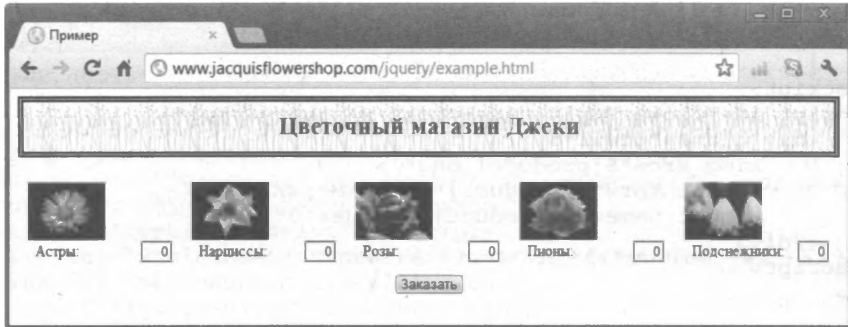 Пример
www.jacquisflowershop.com/jquery/example.html
Цветочный магазин Джеки
Астры: 0 Нарциссы: 0 Розы: 0 Пионы: 0 Подснежники: 0
Заказать